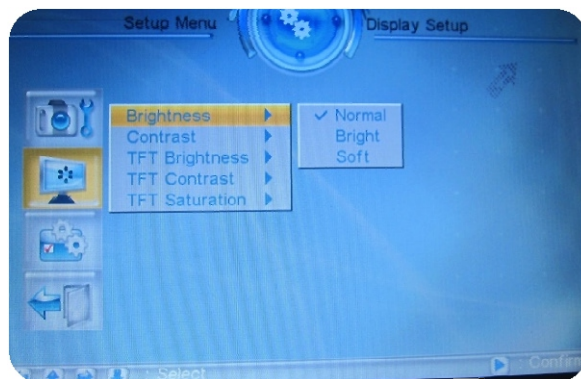 Setup Menu
Display Setup
Brightness
Normal
Contrast
Bright
TFT Brightness
Soft
TFT Contrast
TFT Saturation
: Select
: Confirm